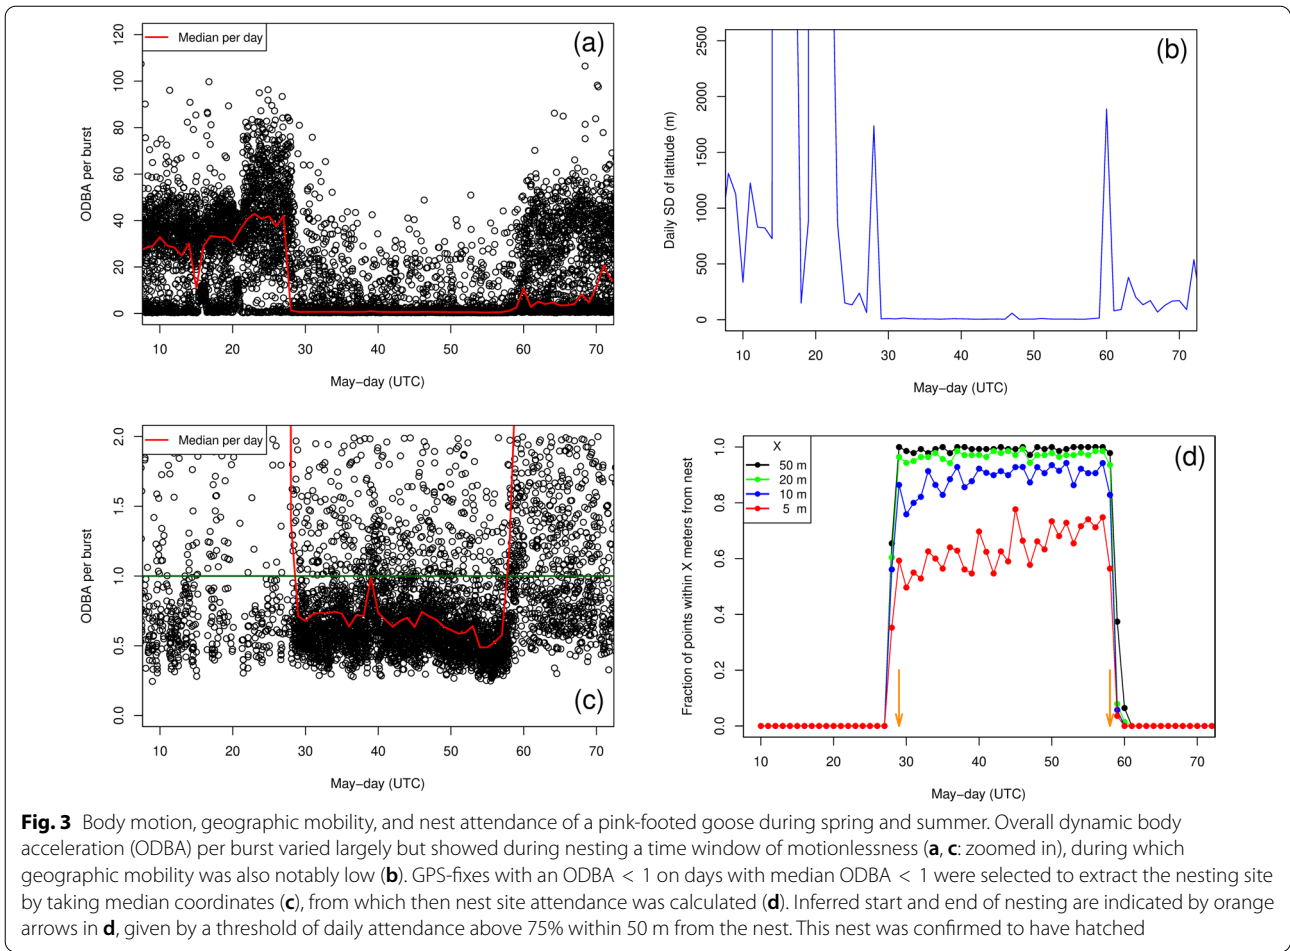 120
100
80
60
40
20
0
ODBA per burst
Median per day
(a)
10 20 30 40 50 60 70
May−day (UTC)
2500
2000
1500
1000
500
0
Daily SD of latitude (m)
(b)
10 20 30 40 50 60 70
May−day (UTC)
2.0
1.5
1.0
0.5
0.0
ODBA per burst
Median per day
(c)
10 20 30 40 50 60 70
May−day (UTC)
1.0
0.8
0.6
0.4
0.2
0.0
Fraction of points within X meters from nest
X
50 m
20 m
10 m
5 m
(d)
10 20 30 40 50 60 70
May−day (UTC)
Fig. 3 Body motion, geographic mobility, and nest attendance of a pink-footed goose during spring and summer. Overall dynamic body
acceleration (ODBA) per burst varied largely but showed during nesting a time window of motionlessness (a, c: zoomed in), during which
geographic mobility was also notably low (b). GPS-fixes with an ODBA < 1 on days with median ODBA < 1 were selected to extract the nesting site
by taking median coordinates (c), from which then nest site attendance was calculated (d). Inferred start and end of nesting are indicated by orange
arrows in d, given by a threshold of daily attendance above 75% within 50 m from the nest. This nest was confirmed to have hatched